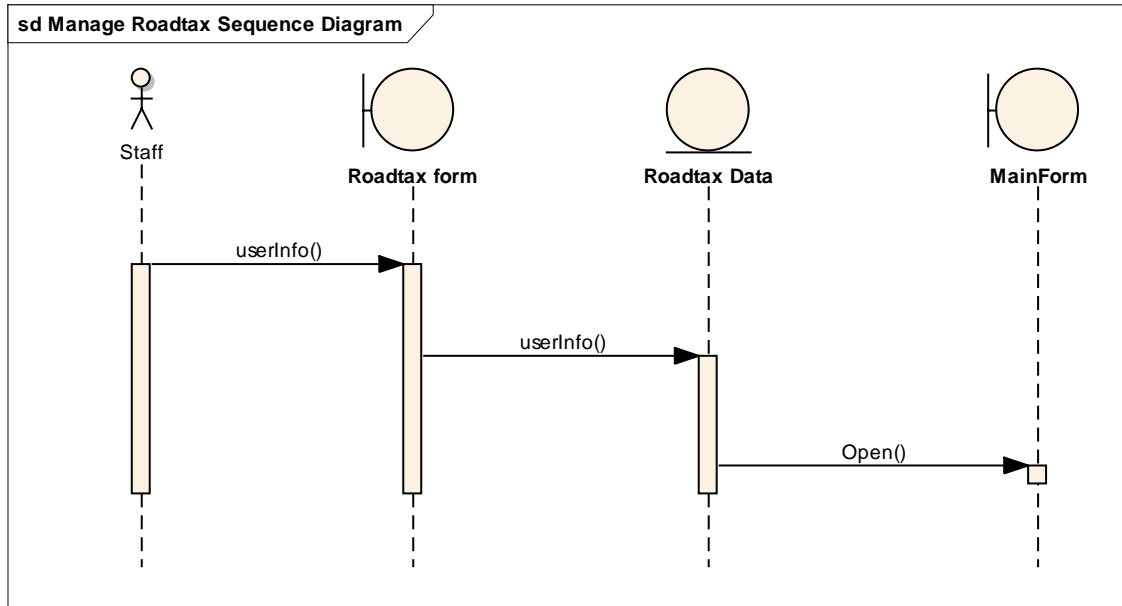 sd Manage Roadtax Sequence Diagram
Staff
Roadtax form
Roadtax Data
MainForm
userInfo()
userInfo()
Open()